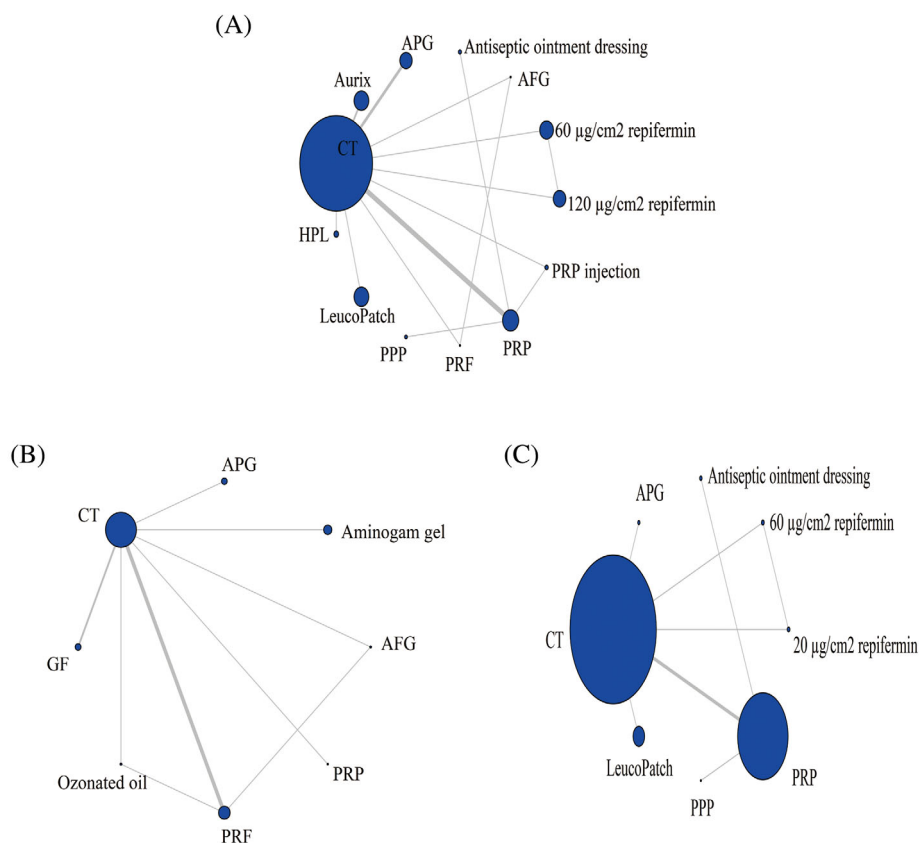 (A)
APG
Antiseptic ointment dressing
Aurix
AFG
CT
60 µg/cm2 repifermin
120 µg/cm2 repifermin
HPL
PRP injection
LeucoPatch
PPP
PRF
PRP
(B)
APG
CT
Aminogam gel
GF
AFG
Ozonated oil
PRP
PRF
(C)
Antiseptic ointment dressing
APG
60 µg/cm2 repifermin
CT
20 µg/cm2 repifermin
LeucoPatch
PPP
PRP